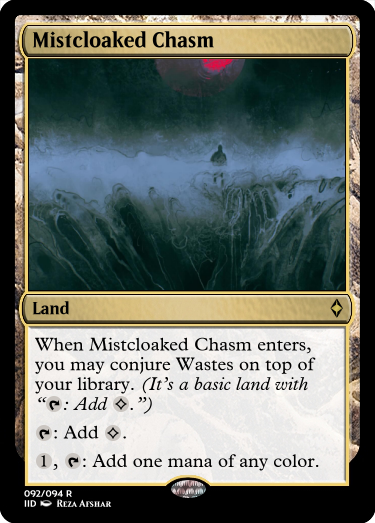 Mistcloaked Chasm
Land
When Mistcloaked Chasm enters,
you may conjure Wastes on top of
your library. (It's a basic land with
“: Add .”)
: Add .
1, : Add one mana of any color.
092/094 R
IID Reza Afshar